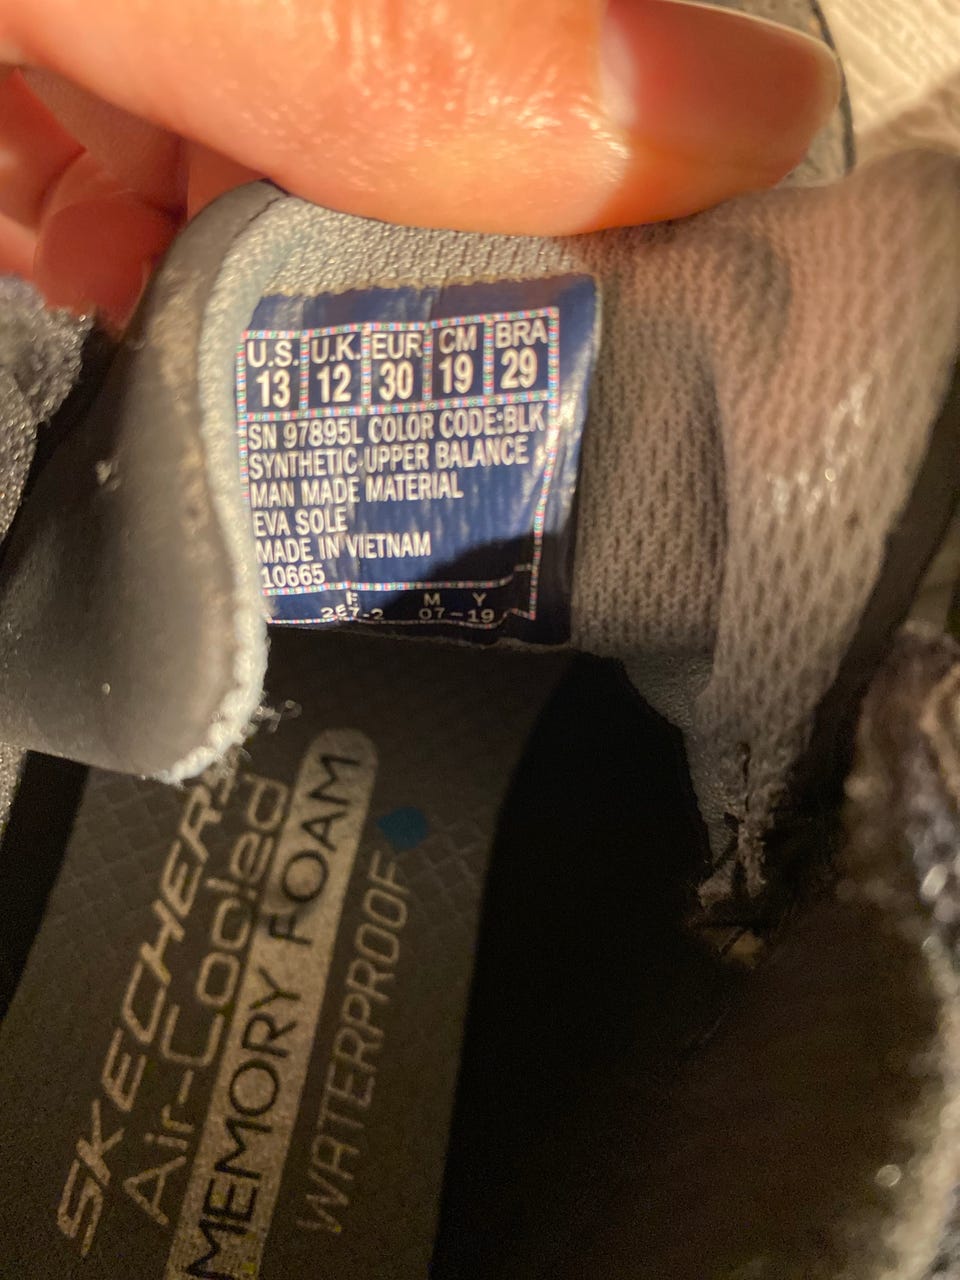 U.S. U.K. EUR CM BRA
13 12 30 19 29
SN 97895L COLOR CODE:BLK
SYNTHETIC-UPPER BALANCE
MAN MADE MATERIAL
EVA SOLE
MADE IN VIETNAM
10665
F M Y
07-19
SKECHERS
Air-Cooled
MEMORY FOAM
WATERPROOF